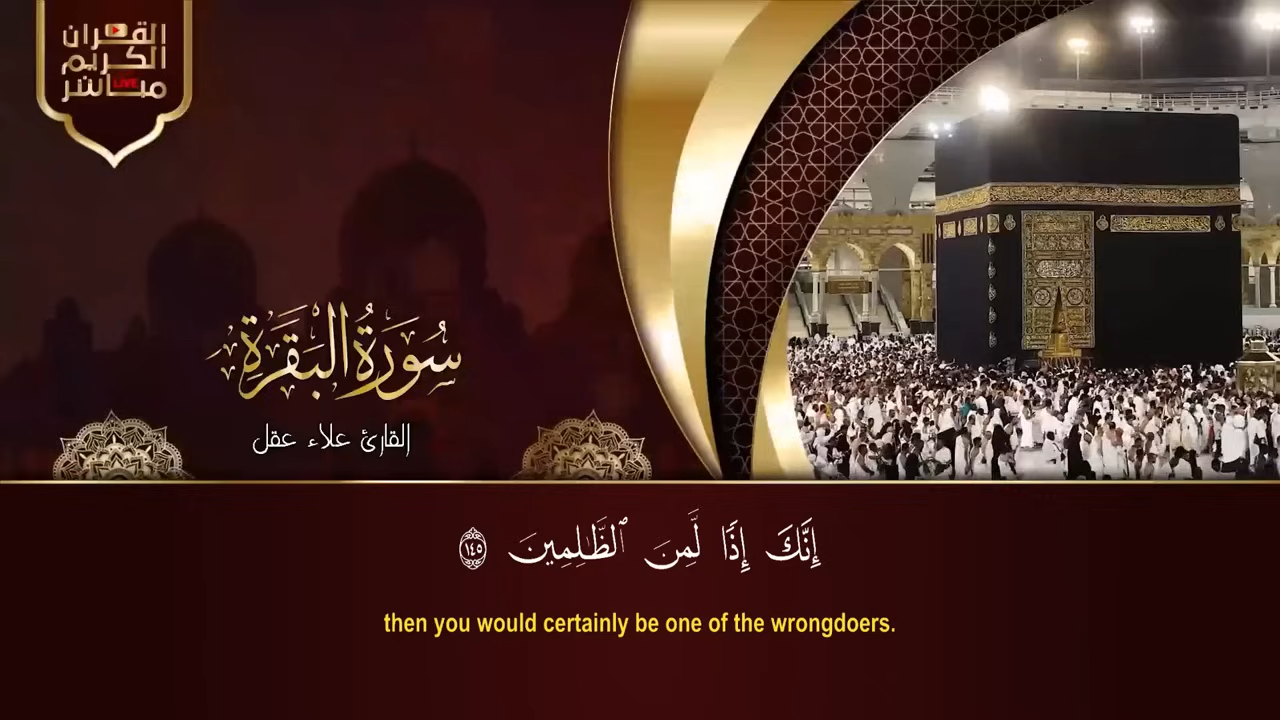 القرآن
الكريم
مباشر
LIVE
سُورَةُ البَقَرَةِ
القارئ علاء عقل
إِنَّكَ إِذًا لَّمِنَ ٱلظَّٰلِمِينَ ١٤٥
then you would certainly be one of the wrongdoers.